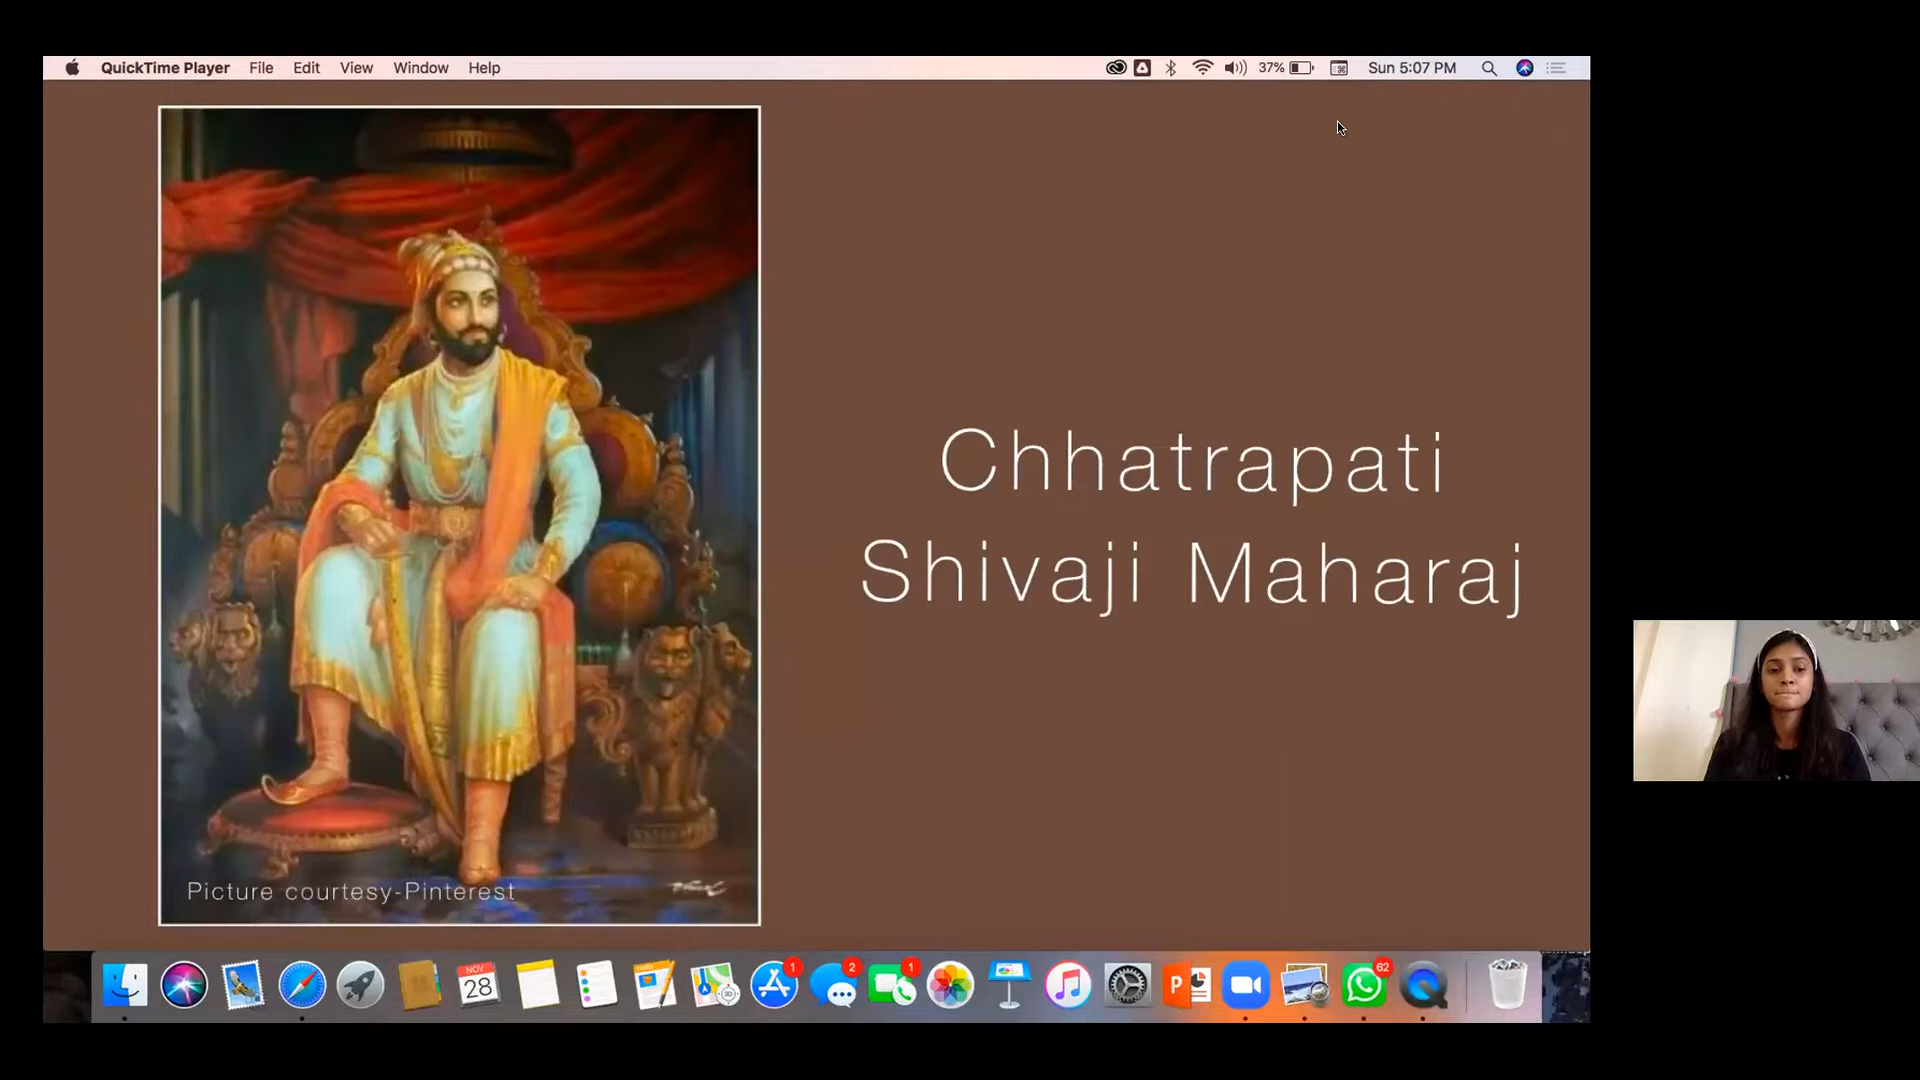 QuickTime Player File Edit View Window Help 37% Sun 5:07 PM
Chhatrapati
Shivaji Maharaj
Picture courtesy-Pinterest
NOV
28
1
2
1
62